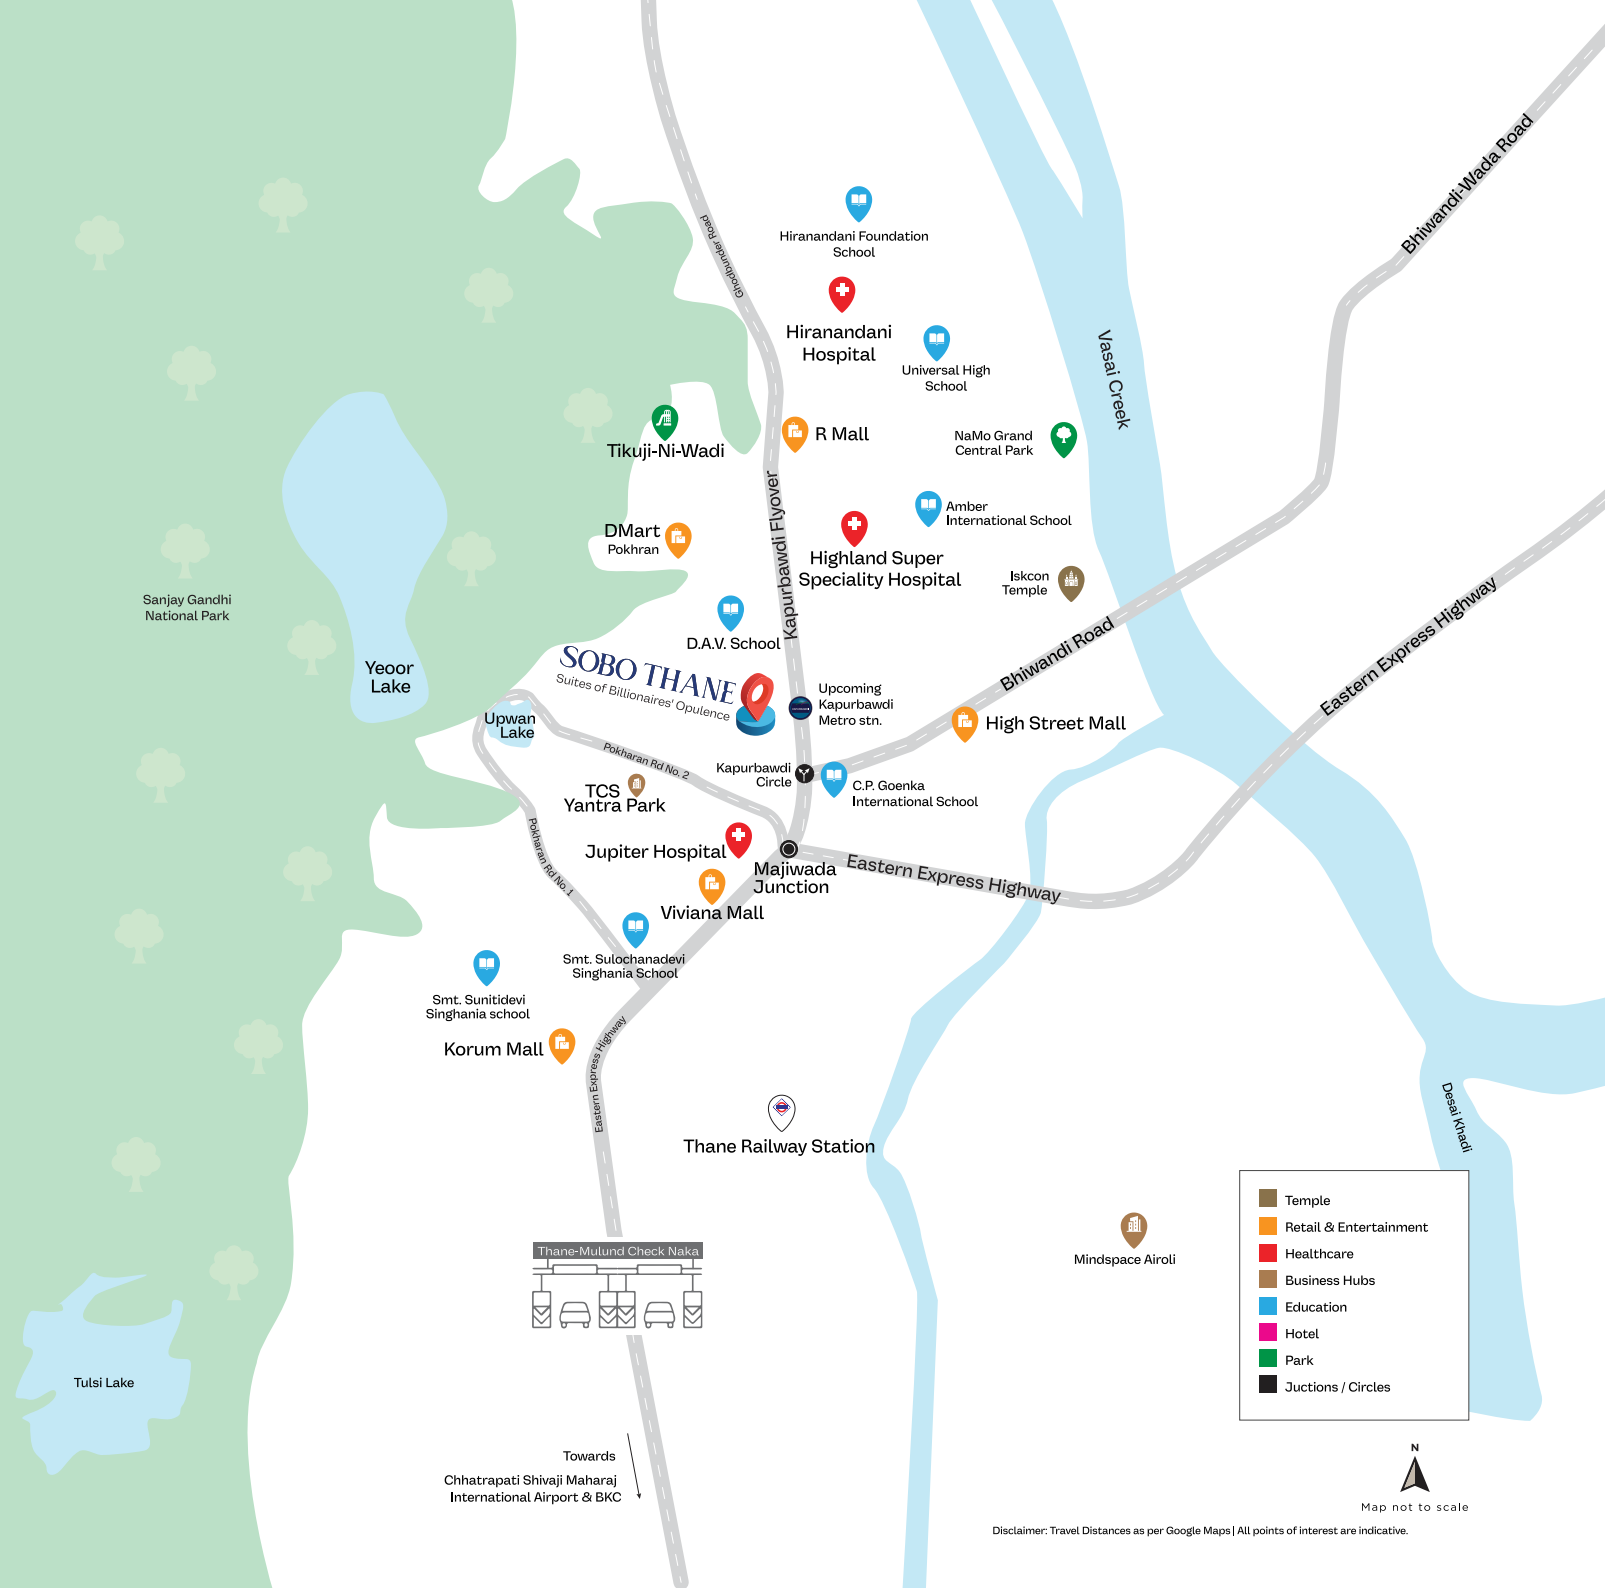 Bhiwandi-Wada Road
Hiranandani Foundation
School
Ghodbunder Road
Hiranandani
Hospital
Universal High
School
Vasai Creek
Tikuji-Ni-Wadi
R Mall
NaMo Grand
Central Park
Kapurbawdi Flyover
Amber
International School
DMart
Pokhran
Highland Super
Speciality Hospital
Iskcon
Temple
Sanjay Gandhi
National Park
D.A.V. School
Bhiwandi Road
Eastern Express Highway
Yeoor
Lake
SOBO THANE
Suites of Billionaires' Opulence
Upcoming
Kapurbawdi
Metro stn.
High Street Mall
Upwan
Lake
Pokharan Rd No. 2
Kapurbawdi
Circle
TCS
Yantra Park
C.P. Goenka
International School
Pokharan Rd No. 1
Jupiter Hospital
Majiwada
Junction
Eastern Express Highway
Viviana Mall
Smt. Sulochanadevi
Singhania School
Smt. Sunitidevi
Singhania school
Korum Mall
Eastern Express Highway
Thane Railway Station
Desai Khadi
Thane-Mulund Check Naka
Mindspace Airoli
Temple
Retail & Entertainment
Healthcare
Business Hubs
Education
Hotel
Park
Juctions / Circles
Tulsi Lake
Towards
Chhatrapati Shivaji Maharaj
International Airport & BKC
N
Map not to scale
Disclaimer: Travel Distances as per Google Maps | All points of interest are indicative.